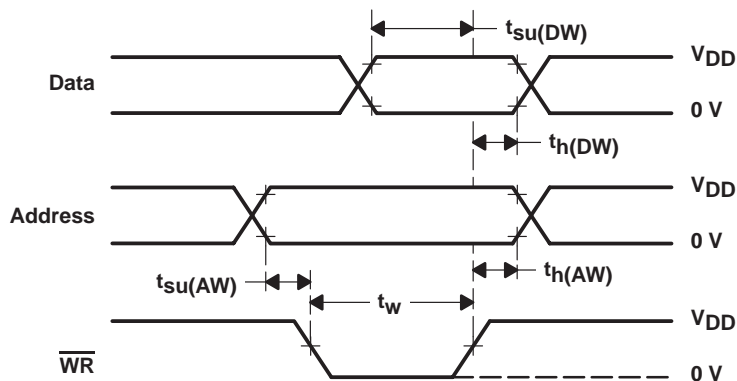 tsu(DW)
VDD
Data
0 V
th(DW)
VDD
Address
0 V
tsu(AW)
tw
th(AW)
VDD
WR
0 V